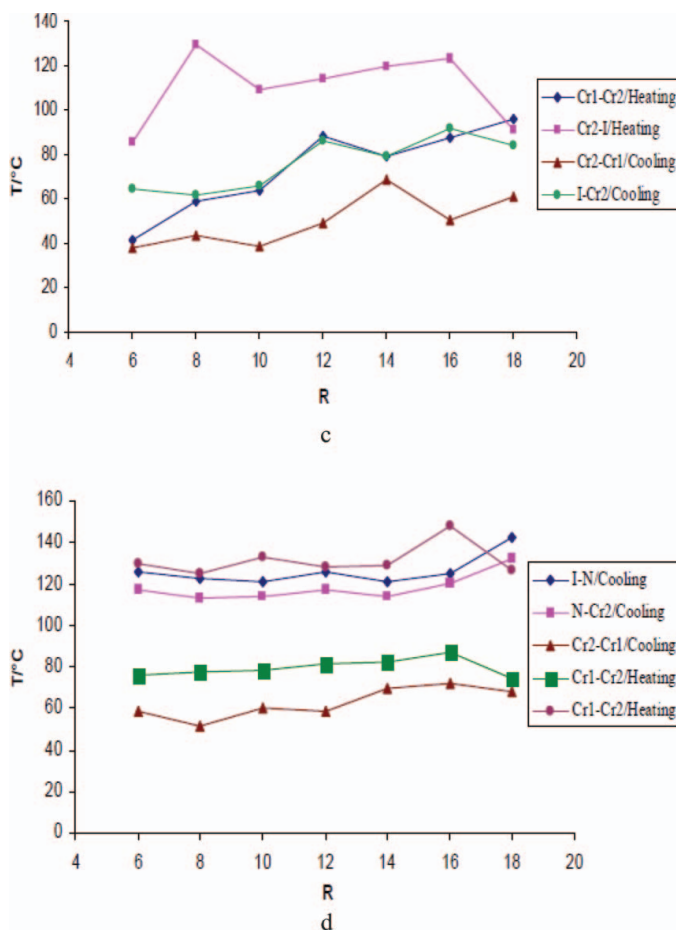 140
120
100
80
60
40
20
0
T/°C
4 6 8 10 12 14 16 18 20
R
Cr1-Cr2/Heating
Cr2-I/Heating
Cr2-Cr1/Cooling
I-Cr2/Cooling
c
160
140
120
100
80
60
40
20
0
T/°C
4 6 8 10 12 14 16 18 20
R
I-N/Cooling
N-Cr2/Cooling
Cr2-Cr1/Cooling
Cr1-Cr2/Heating
Cr1-Cr2/Heating
d